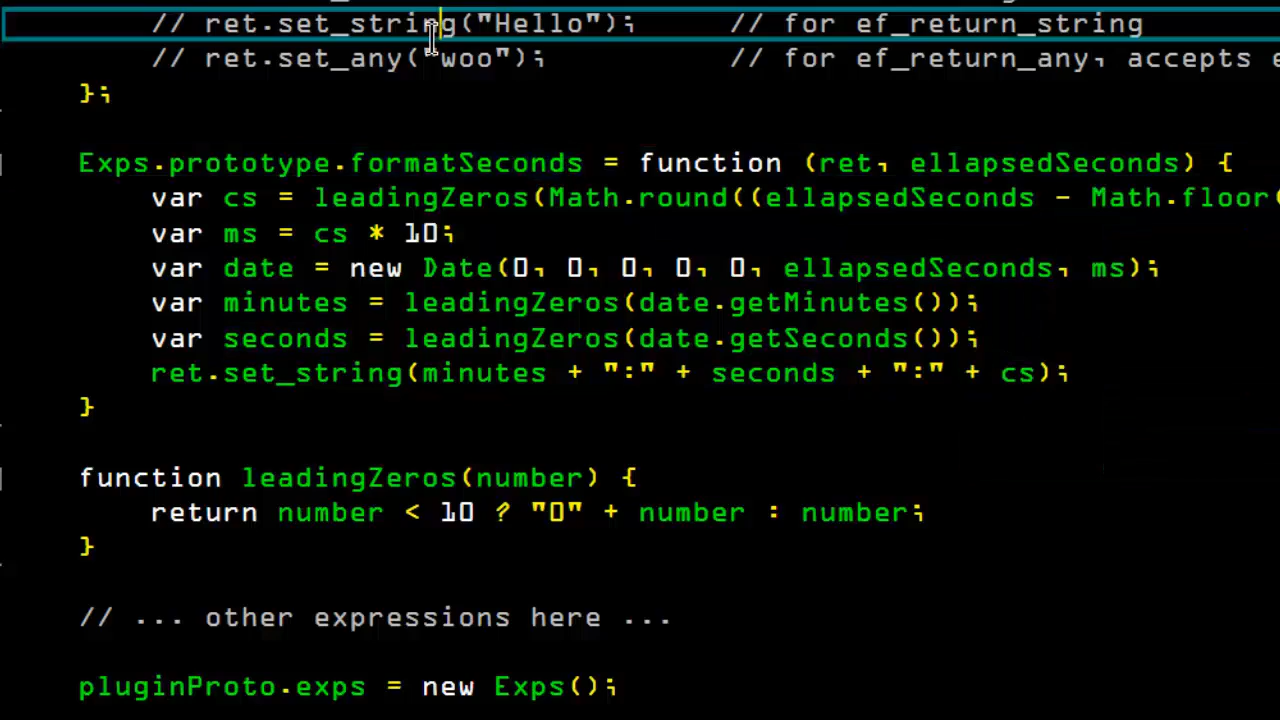 // ret.set_string("Hello"); // for ef_return_string
// ret.set_any("woo"); // for ef_return_any, accepts
};
Exps.prototype.formatSeconds = function (ret, ellapsedSeconds) {
var cs = leadingZeros(Math.round((ellapsedSeconds - Math.floor(
var ms = cs * 10;
var date = new Date(0, 0, 0, 0, 0, ellapsedSeconds, ms);
var minutes = leadingZeros(date.getMinutes());
var seconds = leadingZeros(date.getSeconds());
ret.set_string(minutes + ":" + seconds + ":" + cs);
}
function leadingZeros(number) {
return number < 10 ? "0" + number : number;
}
// ... other expressions here ...
pluginProto.exps = new Exps();